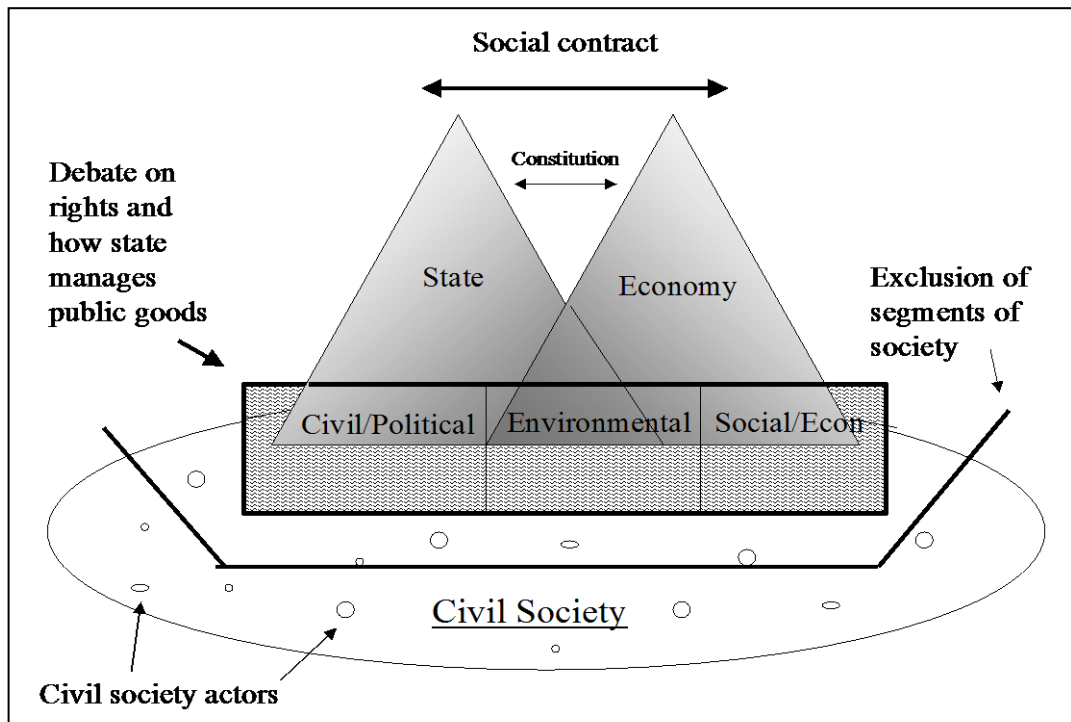 Social contract
Constitution
Debate on
rights and
how state
manages
public goods
State
Economy
Exclusion of
segments of
society
Civil/Political
Environmental
Social/Econ
Civil Society
Civil society actors